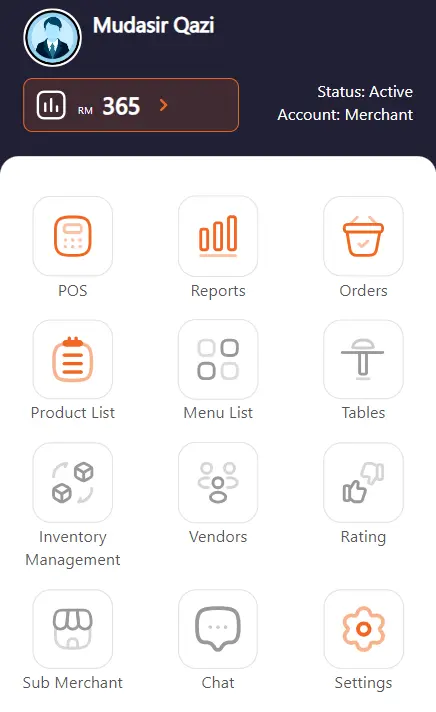 Mudasir Qazi
RM 365
Status: Active
Account: Merchant
POS
Reports
Orders
Product List
Menu List
Tables
Inventory
Management
Vendors
Rating
Sub Merchant
Chat
Settings